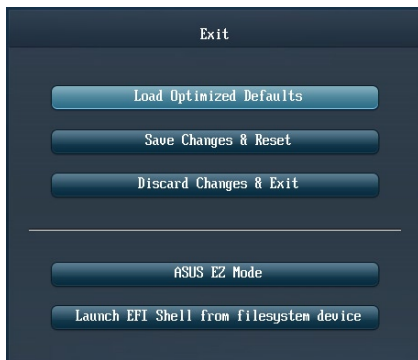 Exit
Load Optimized Defaults
Save Changes & Reset
Discard Changes & Exit
ASUS EZ Mode
Launch EFI Shell from filesystem device